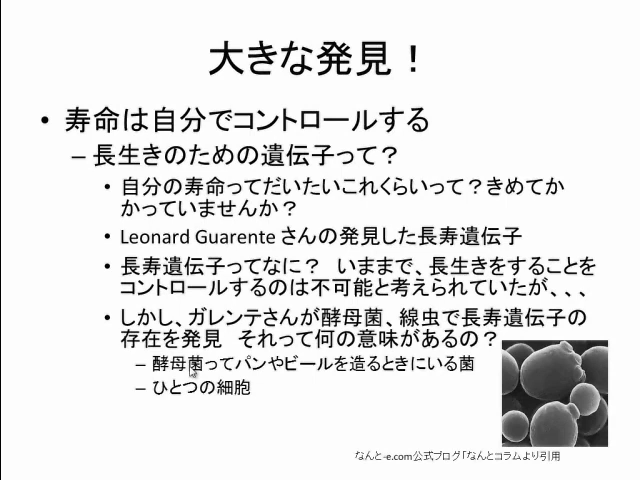 大きな発見！
• 寿命は自分でコントロールする
– 長生きのための遺伝子って？
• 自分の寿命ってだいたいこれくらいって？きめてか
かっていませんか？
• Leonard Guarente さんの発見した長寿遺伝子
• 長寿遺伝子ってなに？　いままで、長生きをすることを
コントロールするのは不可能と考えられていたが、、、
• しかし、ガレンテさんが酵母菌、線虫で長寿遺伝子の
存在を発見　それって何の意味があるの？
– 酵母菌ってパンやビールを造るときにいる菌
– ひとつの細胞
なんと-e.com公式ブログ「なんとコラムより引用